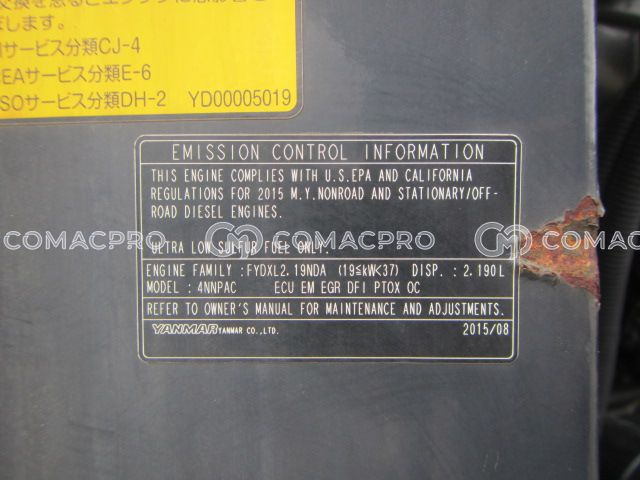 サービス分類CJ-4
EAサービス分類E-6
SOサービス分類DH-2 YD00005019
EMISSION CONTROL INFORMATION
THIS ENGINE COMPLIES WITH U.S.EPA AND CALIFORNIA
REGULATIONS FOR 2015 M.Y.NONROAD AND STATIONARY/OFF-
ROAD DIESEL ENGINES.
ULTRA LOW SULFUR FUEL ONLY.
COMACPRO COMACPRO COMACPRO
ENGINE FAMILY :FYDXL2.19NDA (19≦kW<37) DISP. : 2.190L
MODEL : 4NNPAC ECU EM EGR DFI PTOX OC
REFER TO OWNER'S MANUAL FOR MAINTENANCE AND ADJUSTMENTS.
YANMAR YANMAR CO.,LTD. 2015/08